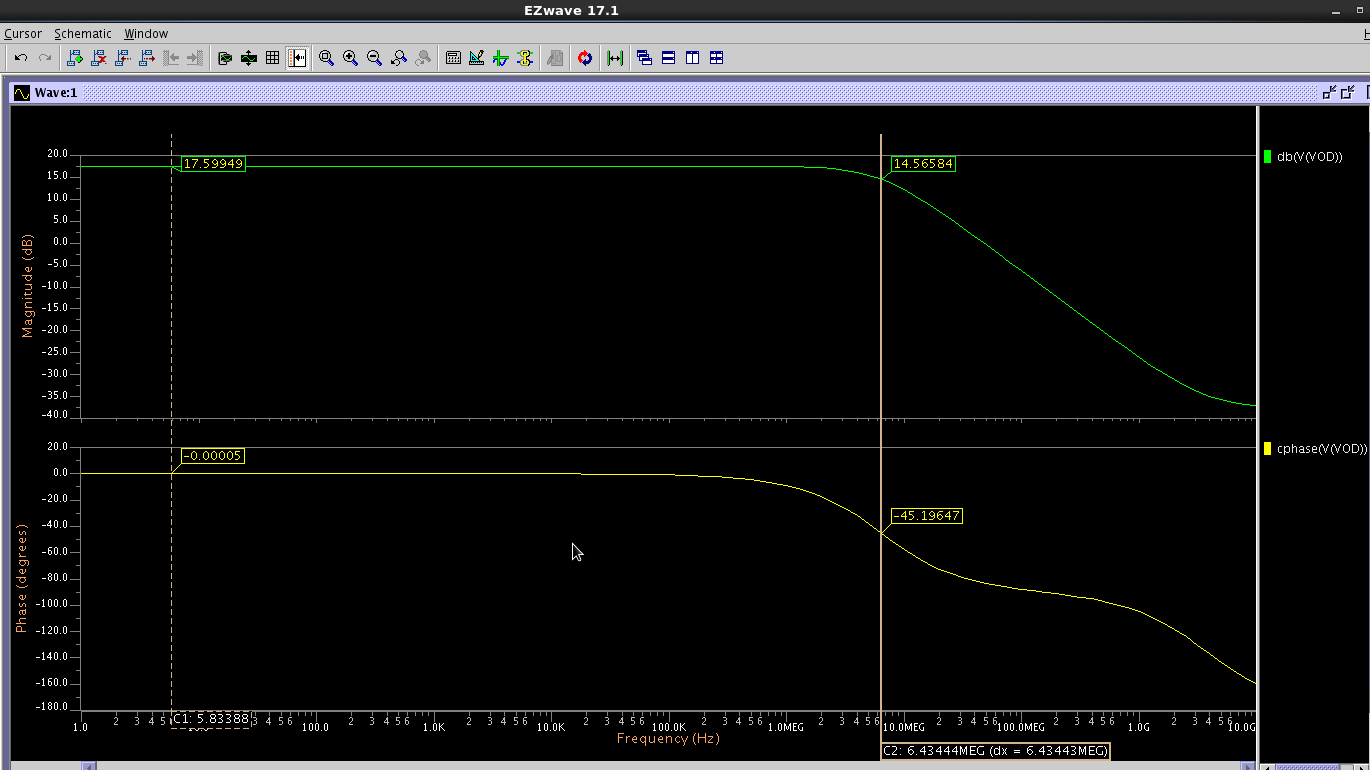 EZwave 17.1
Cursor Schematic Window
Wave:1
20.0
15.0
10.0
5.0
0.0
-5.0
-10.0
-15.0
-20.0
-25.0
-30.0
-35.0
-40.0
Magnitude (dB)
17.59949
14.56584
db(V(VOD))
20.0
0.0
-20.0
-40.0
-60.0
-80.0
-100.0
-120.0
-140.0
-160.0
-180.0
Phase (degrees)
-0.00005
-45.19647
cphase(V(VOD))
1.0 2 3 4 5 C1: 5.83388 3 4 5 6 100.0 2 3 4 5 6 1.0K 2 3 4 5 6 10.0K 2 3 4 5 6 100.0K 2 3 4 5 6 1.0MEG 2 3 4 5 6 10.0MEG 2 3 4 5 6 100.0MEG 2 3 4 5 6 1.0G 2 3 4 5 6 10.0G
Frequency (Hz)
C2: 6.43444MEG (dx = 6.43443MEG)